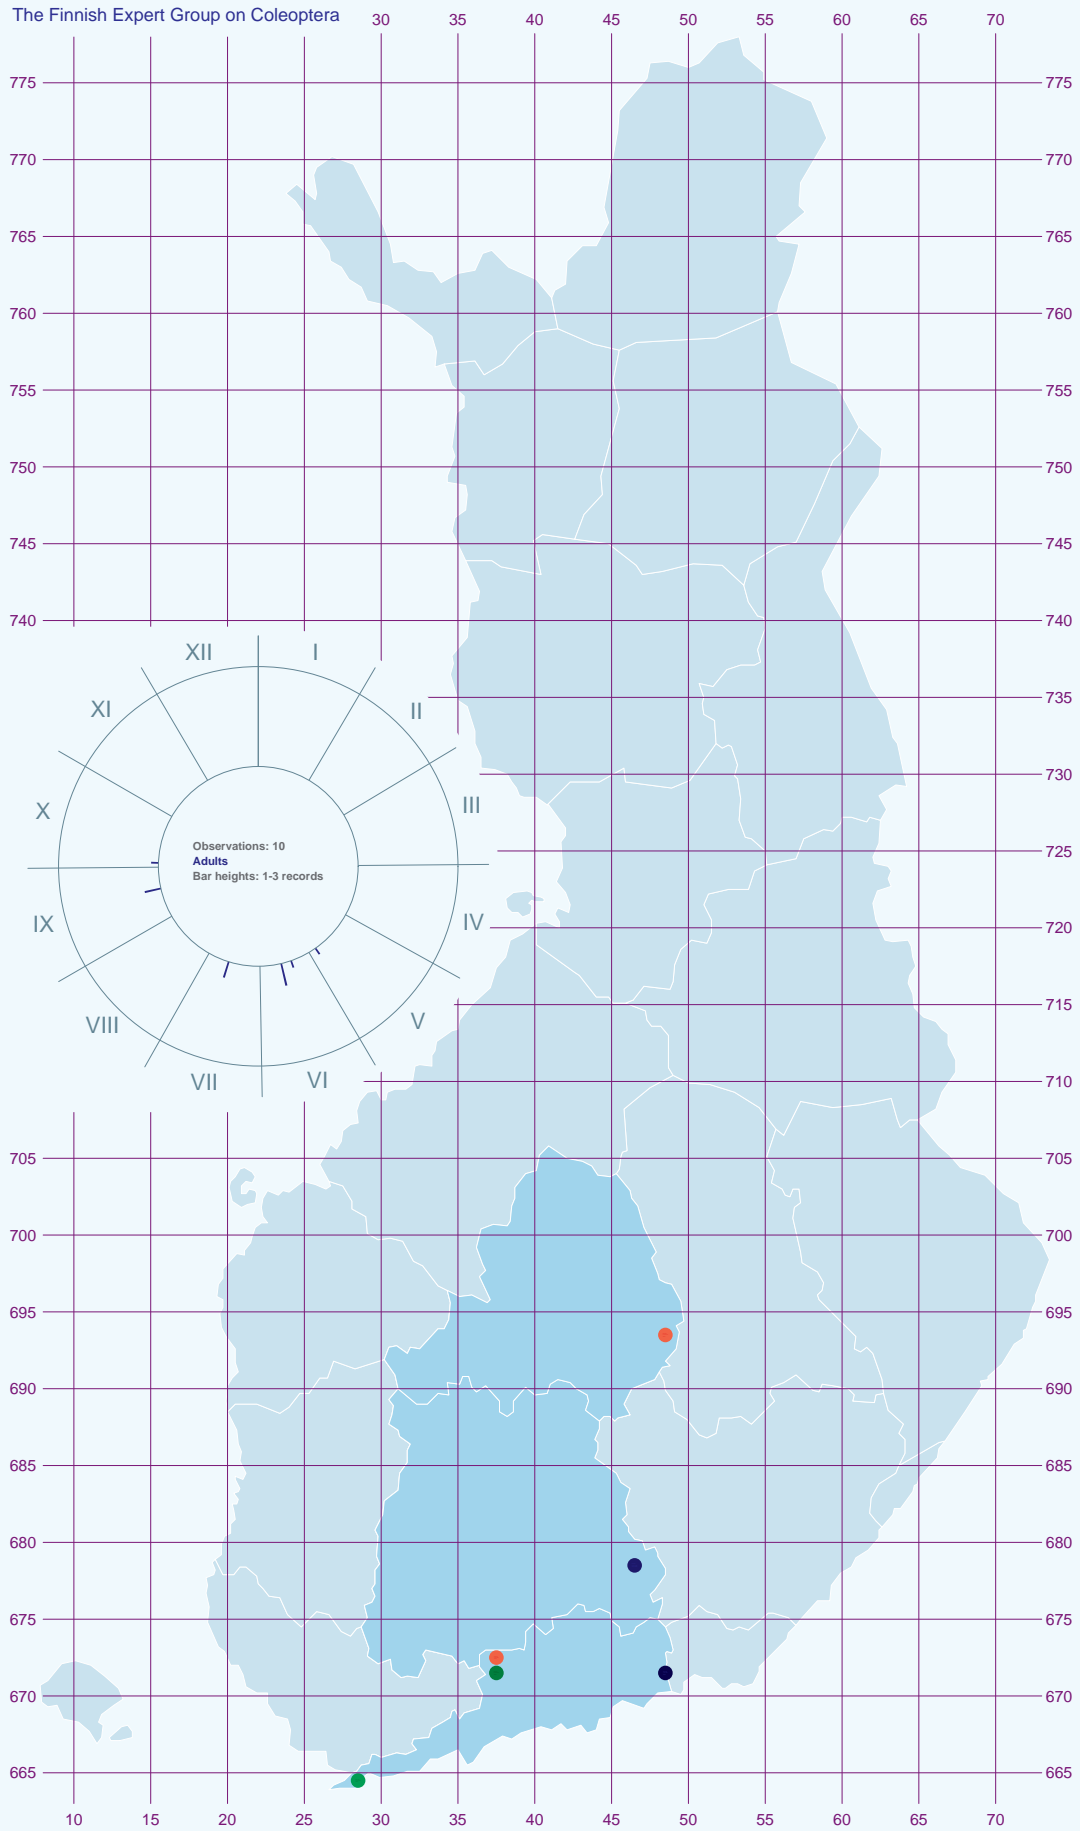 The Finnish Expert Group on Coleoptera
30 35 40 45 50 55 60 65 70
775 775
770 770
765 765
760 760
755 755
750 750
745 745
740 740
XII I
735
XI II
730
X III
Observations: 10
725
Adults
Bar heights: 1-3 records
IX IV 720
715
VIII V
VII VI 710
705 705
700 700
695 695
690 690
685 685
680 680
675 675
670 670
665 665
10 15 20 25 30 35 40 45 50 55 60 65 70